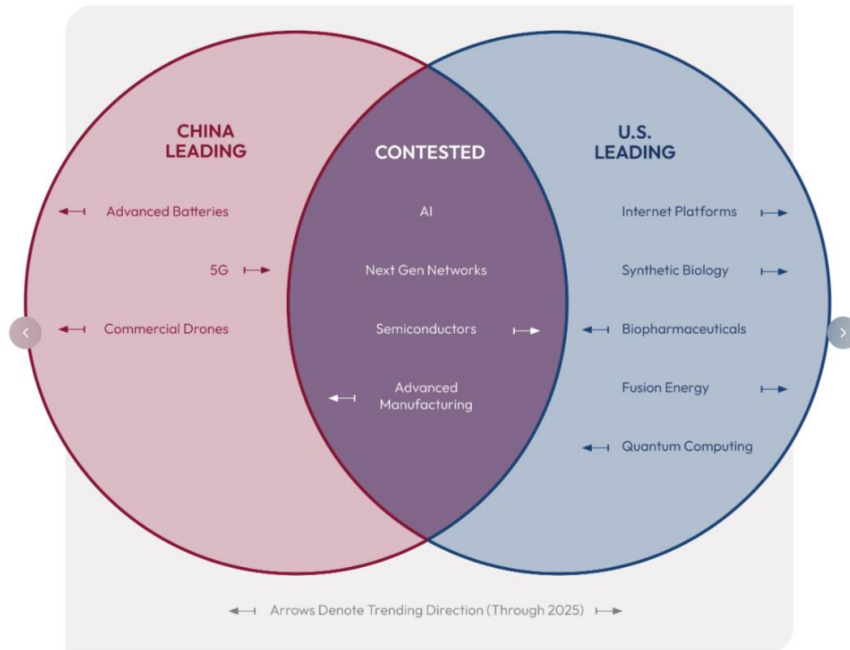 CHINA
LEADING
Advanced Batteries
5G
Commercial Drones
CONTESTED
AI
Next Gen Networks
Semiconductors
Advanced
Manufacturing
U.S.
LEADING
Internet Platforms
Synthetic Biology
Biopharmaceuticals
Fusion Energy
Quantum Computing
Arrows Denote Trending Direction (Through 2025)